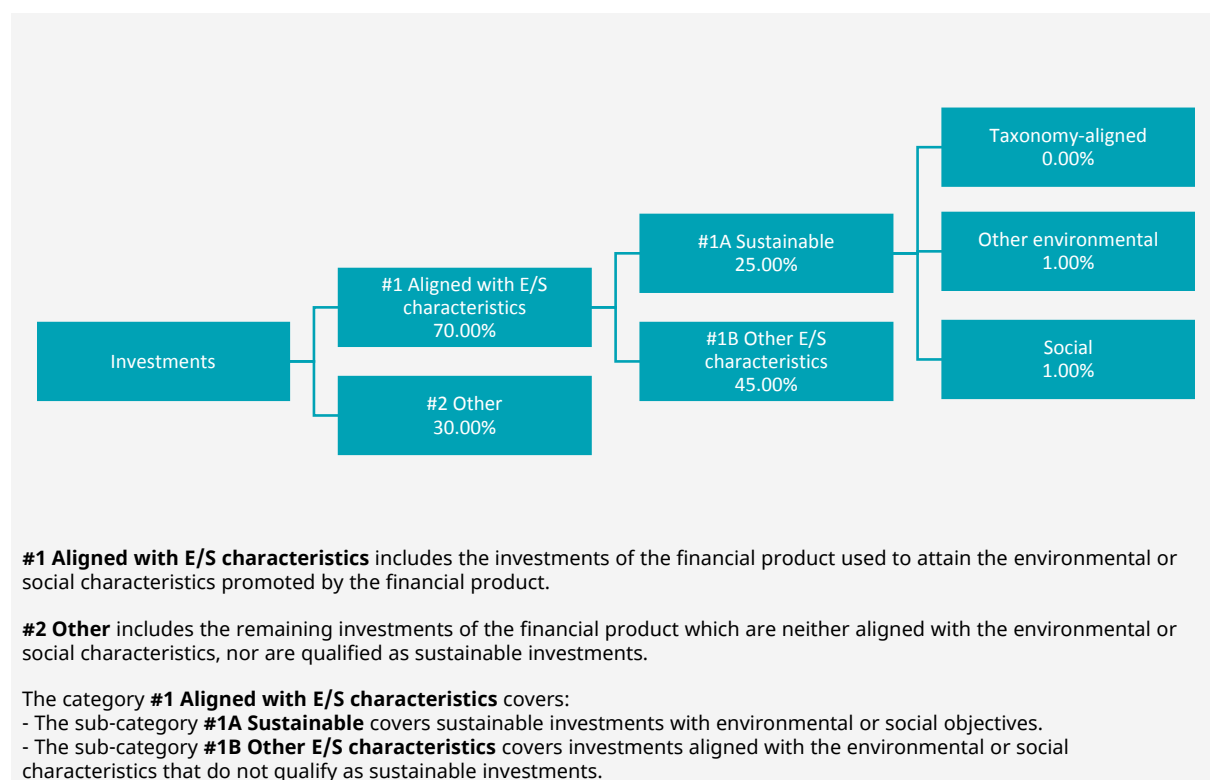 Investments
#1 Aligned with E/S
characteristics
70.00%
#2 Other
30.00%
#1A Sustainable
25.00%
#1B Other E/S
characteristics
45.00%
Taxonomy-aligned
0.00%
Other environmental
1.00%
Social
1.00%
#1 Aligned with E/S characteristics includes the investments of the financial product used to attain the environmental or
social characteristics promoted by the financial product.
#2 Other includes the remaining investments of the financial product which are neither aligned with the environmental or
social characteristics, nor are qualified as sustainable investments.
The category #1 Aligned with E/S characteristics covers:
- The sub-category #1A Sustainable covers sustainable investments with environmental or social objectives.
- The sub-category #1B Other E/S characteristics covers investments aligned with the environmental or social
characteristics that do not qualify as sustainable investments.